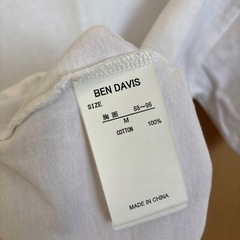 BEN DAVIS
SIZE
胸囲 88~96
M
COTTON 100%
MADE IN CHINA